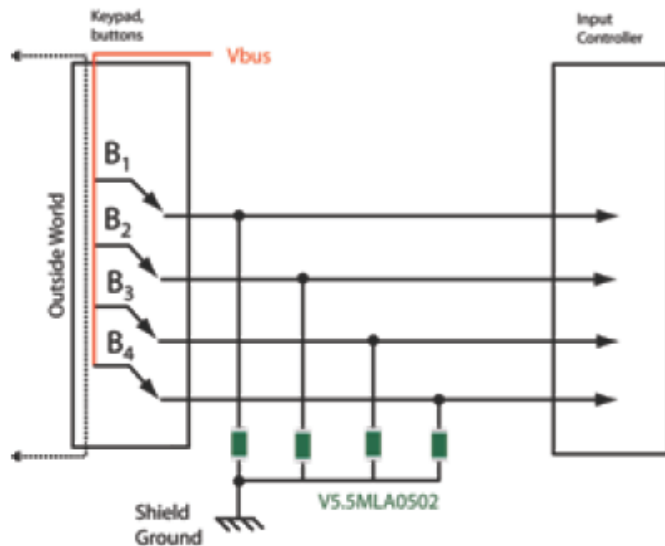 Keypad,
buttons
Input
Controller
Vbus
Outside World
B1
B2
B3
B4
V5.5MLA0502
Shield
Ground